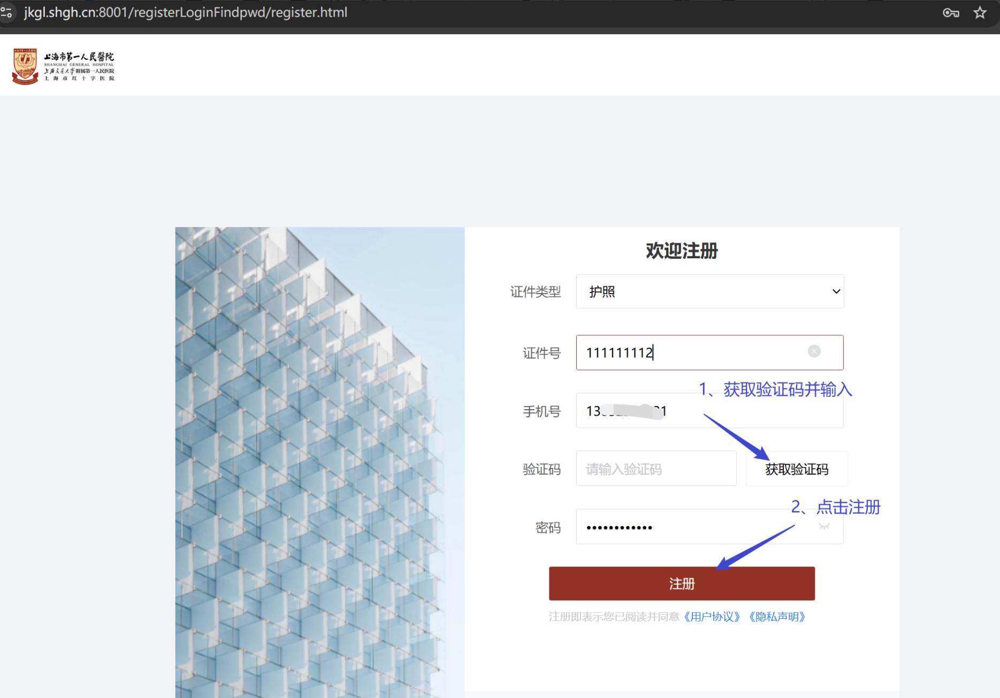 jkgl.shgh.cn:8001/registerLoginFindpwd/register.html
上海市第一人民醫院
SHANGHAI GENERAL HOSPITAL
上海交通大学附属第一人民医院
上海市红十字医院
欢迎注册
证件类型 护照
证件号 111111112
1、获取验证码并输入
手机号 13 1
验证码 请输入验证码 获取验证码
2、点击注册
密码 ••••••••••••
注册
注册即表示您已阅读并同意《用户协议》《隐私声明》